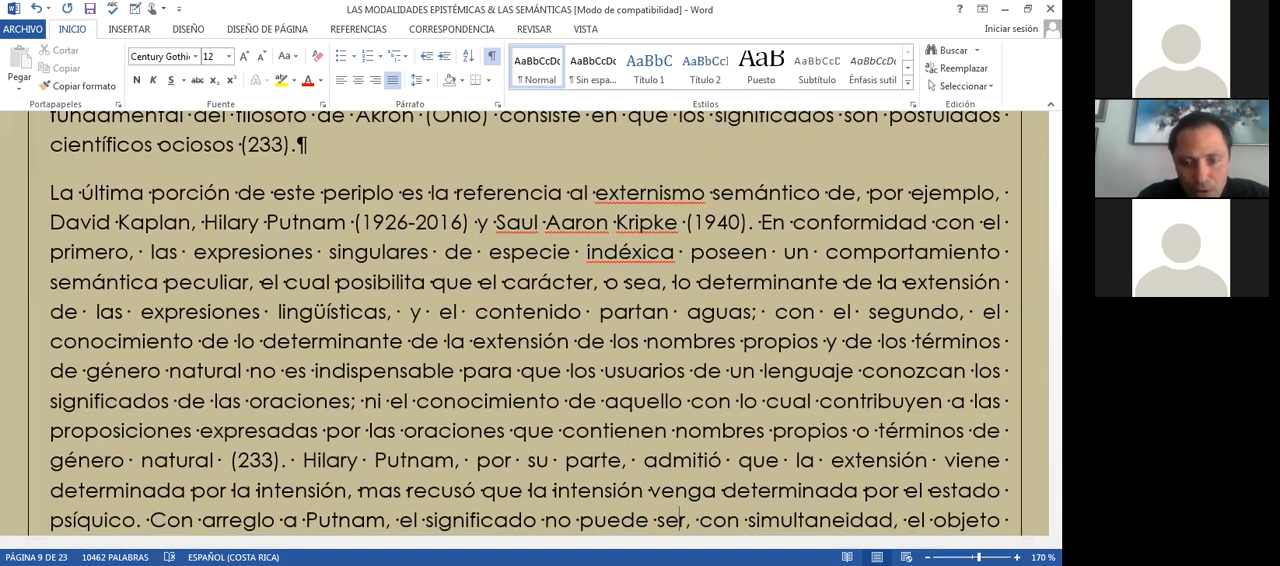 LAS MODALIDADES EPISTÉMICAS & LAS SEMÁNTICAS [Modo de compatibilidad] - Word
ARCHIVO INICIO INSERTAR DISEÑO DISEÑO DE PÁGINA REFERENCIAS CORRESPONDENCIA REVISAR VISTA Iniciar sesión
Pegar
Cortar
Copiar
Copiar formato
Portapapeles
Century Gothi 12
N K S abc x₂ x²
Fuente
Párrafo
AaBbCcDc AaBbCcDc AaBbC AaBbCcl AaB AaBbCcD AaBbCcDc
¶ Normal ¶ Sin espa... Título 1 Título 2 Puesto Subtítulo Énfasis sutil
Estilos
Buscar
Reemplazar
Seleccionar
Edición
fundamental del filósofo de Akron (Ohio) consiste en que los significados son postulados
científicos ociosos (233).¶
La última porción de este periplo es la referencia al externismo semántico de, por ejemplo,
David Kaplan, Hilary Putnam (1926-2016) y Saul Aaron Kripke (1940). En conformidad con el
primero, las expresiones singulares de especie indéxica poseen un comportamiento
semántica peculiar, el cual posibilita que el carácter, o sea, lo determinante de la extensión
de las expresiones lingüísticas, y el contenido partan aguas; con el segundo, el
conocimiento de lo determinante de la extensión de los nombres propios y de los términos
de género natural no es indispensable para que los usuarios de un lenguaje conozcan los
significados de las oraciones; ni el conocimiento de aquello con lo cual contribuyen a las
proposiciones expresadas por las oraciones que contienen nombres propios o términos de
género natural (233). Hilary Putnam, por su parte, admitió que la extensión viene
determinada por la intensión, mas recusó que la intensión venga determinada por el estado
psíquico. Con arreglo a Putnam, el significado no puede ser, con simultaneidad, el objeto
PÁGINA 9 DE 23 10462 PALABRAS ESPAÑOL (COSTA RICA) 170 %